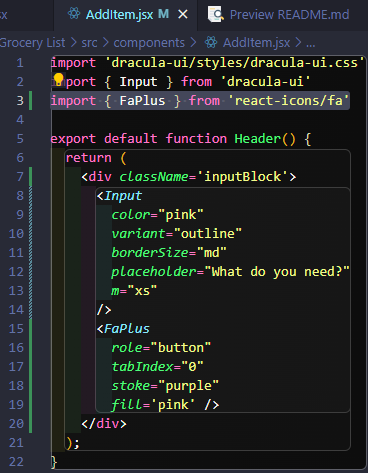 sx AddItem.jsx M X Preview README.md
Grocery List > src > components > AddItem.jsx > ...
1 import 'dracula-ui/styles/dracula-ui.css'
2 import { Input } from 'dracula-ui'
3 import { FaPlus } from 'react-icons/fa'
4
5 export default function Header() {
6 return (
7 <div className='inputBlock'>
8 <Input
9 color="pink"
10 variant="outline"
11 borderSize="md"
12 placeholder="What do you need?"
13 m="xs"
14 />
15 <FaPlus
16 role="button"
17 tabIndex="0"
18 stoke="purple"
19 fill='pink' />
20 </div>
21 );
22 }